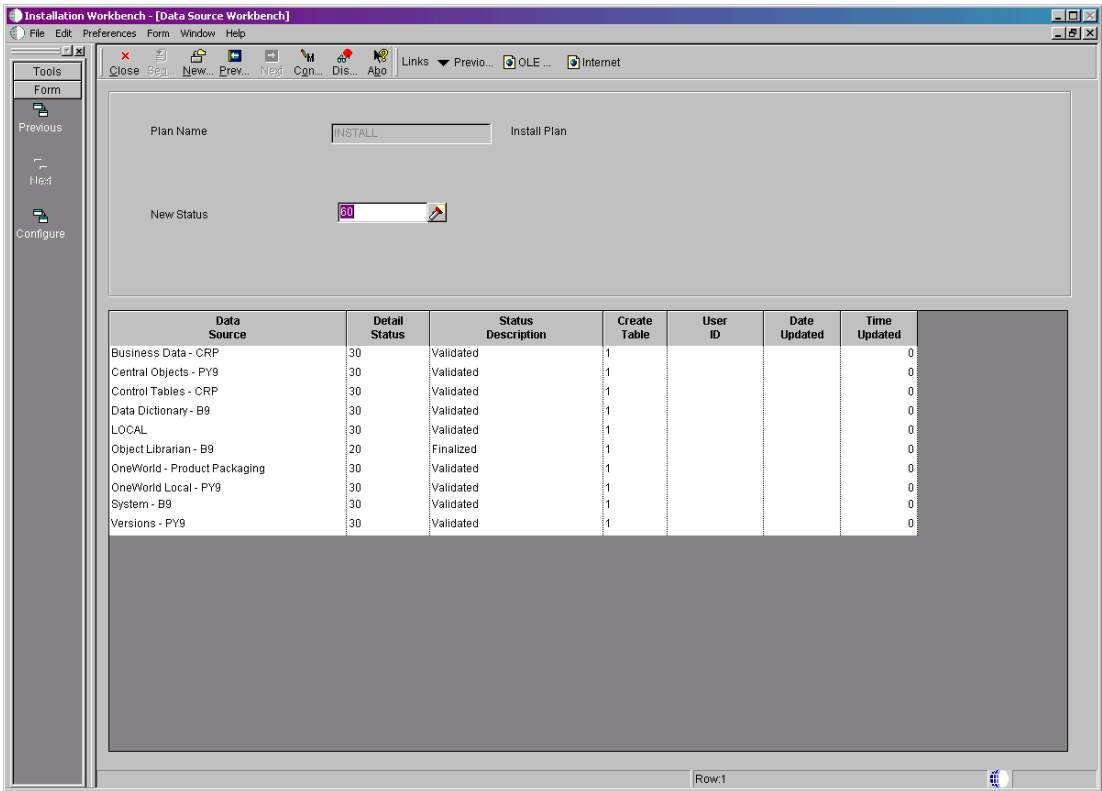 Installation Workbench - [Data Source Workbench]
File Edit Preferences Form Window Help
Tools
Form
Previous
Next
Configure
Close Seq... New... Prev... Next Con... Dis... Abo Links Previo... OLE ... Internet
Plan Name INSTALL Install Plan
New Status 60
Data Source Detail Status Status Description Create Table User ID Date Updated Time Updated
Business Data - CRP 30 Validated 1 0
Central Objects - PY9 30 Validated 1 0
Control Tables - CRP 30 Validated 1 0
Data Dictionary - B9 30 Validated 1 0
LOCAL 30 Validated 1 0
Object Librarian - B9 20 Finalized 1 0
OneWorld - Product Packaging 30 Validated 1 0
OneWorld Local - PY9 30 Validated 1 0
System - B9 30 Validated 1 0
Versions - PY9 30 Validated 1 0
Row:1